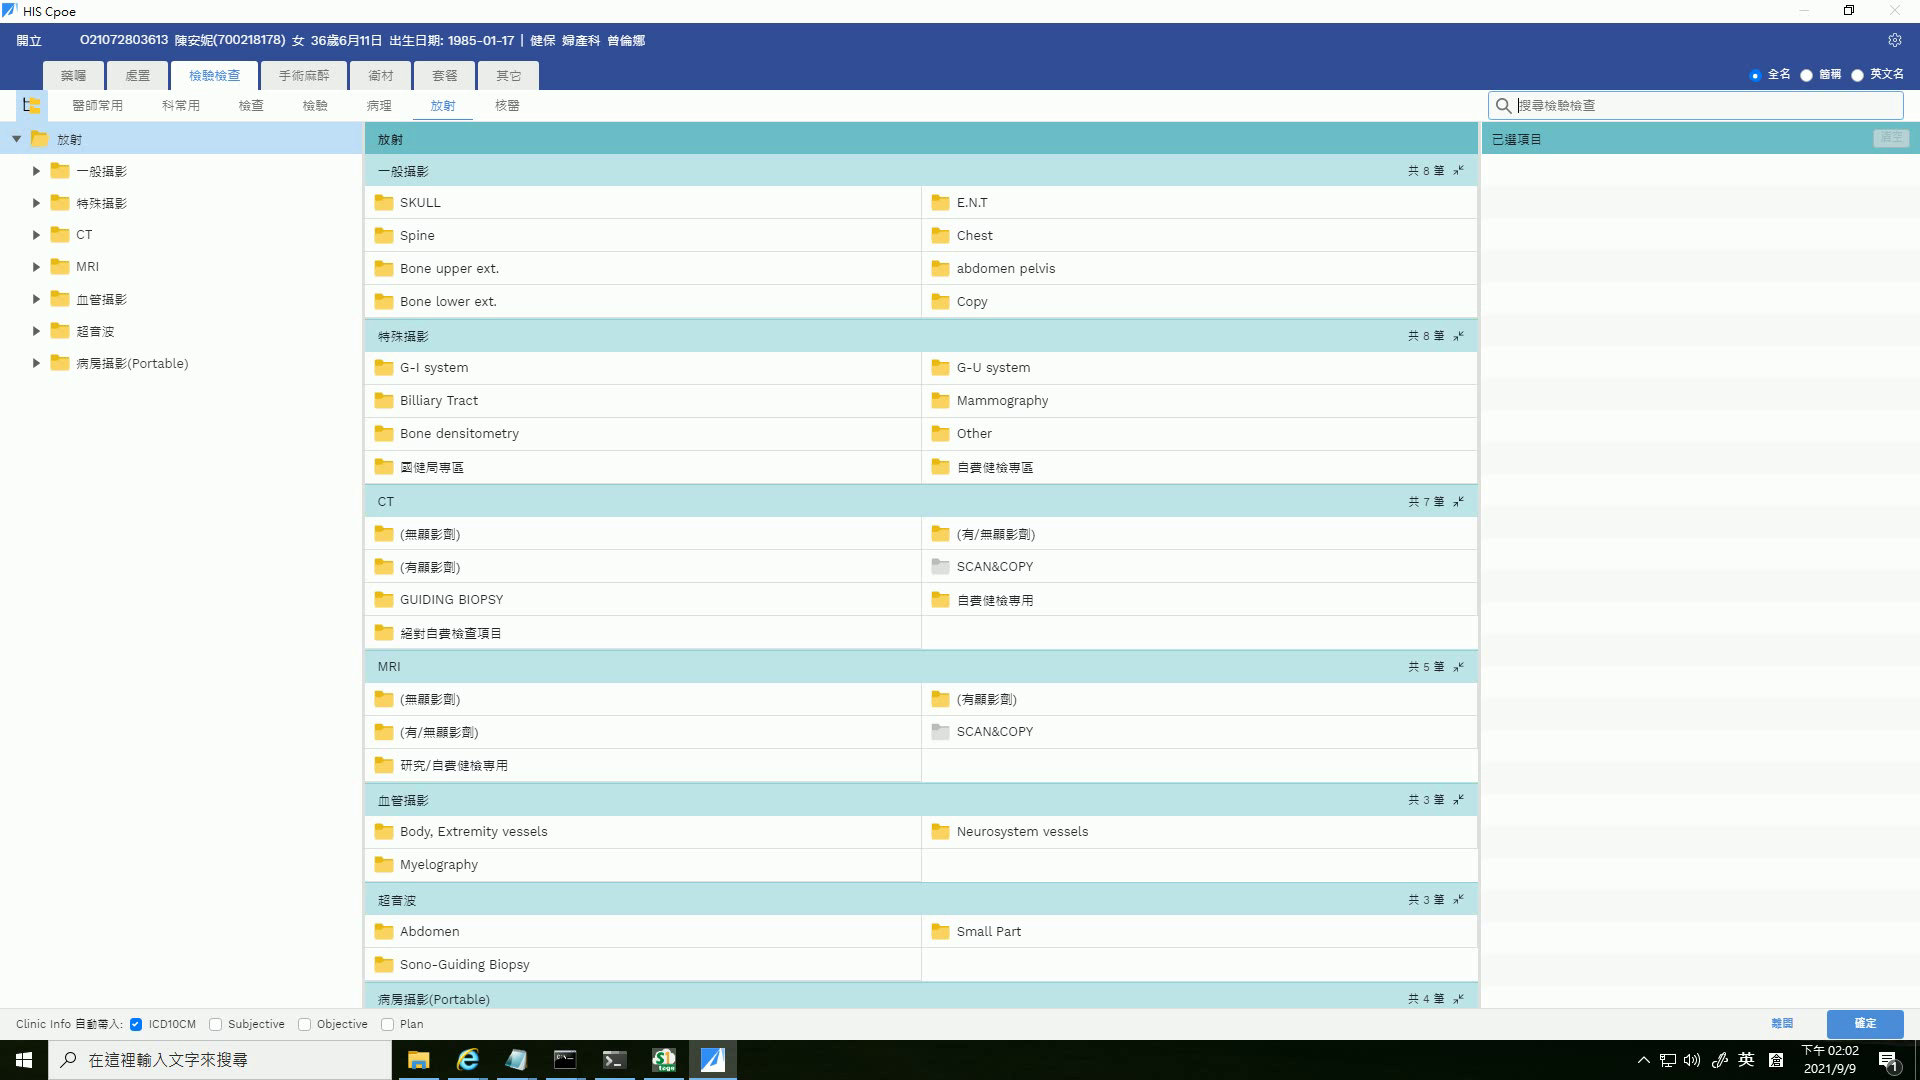 HIS Cpoe
開立 O21072803613 陳安妮(700218178) 女 36歲6月11日 出生日期: 1985-01-17 | 健保 婦產科 曾倫娜
藥囑 處置 檢驗檢查 手術麻醉 衛材 套餐 其它
全名 簡稱 英文名
醫師常用 科常用 檢查 檢驗 病理 放射 核醫
搜尋檢驗檢查
放射
一般攝影
特殊攝影
CT
MRI
血管攝影
超音波
病房攝影(Portable)
放射
一般攝影 共 8 筆
SKULL E.N.T
Spine Chest
Bone upper ext. abdomen pelvis
Bone lower ext. Copy
特殊攝影 共 8 筆
G-I system G-U system
Billiary Tract Mammography
Bone densitometry Other
國健局專區 自費健檢專區
CT 共 7 筆
(無顯影劑) (有/無顯影劑)
(有顯影劑) SCAN&COPY
GUIDING BIOPSY 自費健檢專用
絕對自費檢查項目
MRI 共 5 筆
(無顯影劑) (有顯影劑)
(有/無顯影劑) SCAN&COPY
研究/自費健檢專用
血管攝影 共 3 筆
Body, Extremity vessels Neurosystem vessels
Myelography
超音波 共 3 筆
Abdomen Small Part
Sono-Guiding Biopsy
病房攝影(Portable) 共 4 筆
已選項目 清空
Clinic Info 自動帶入: ICD10CM Subjective Objective Plan
離開 確定
在這裡輸入文字來搜尋
英
下午 02:02
2021/9/9
1